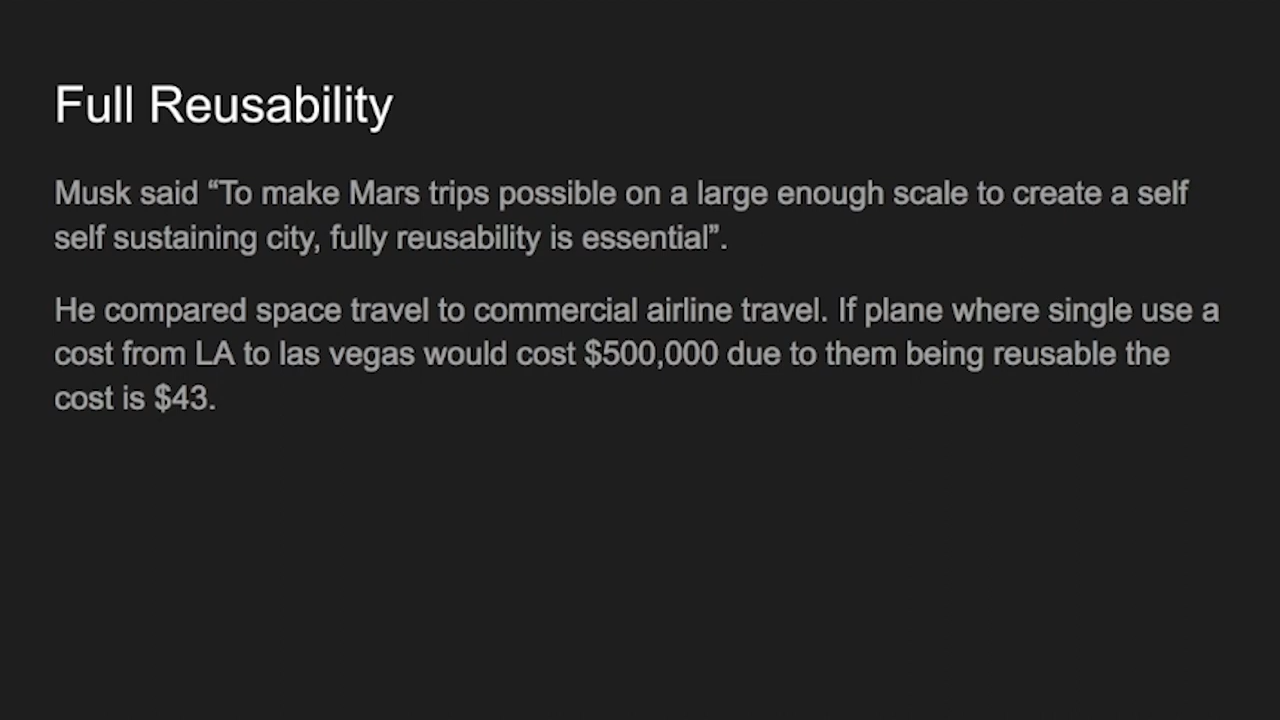 Full Reusability
Musk said “To make Mars trips possible on a large enough scale to create a self
self sustaining city, fully reusability is essential”.
He compared space travel to commercial airline travel. If plane where single use a
cost from LA to las vegas would cost $500,000 due to them being reusable the
cost is $43.